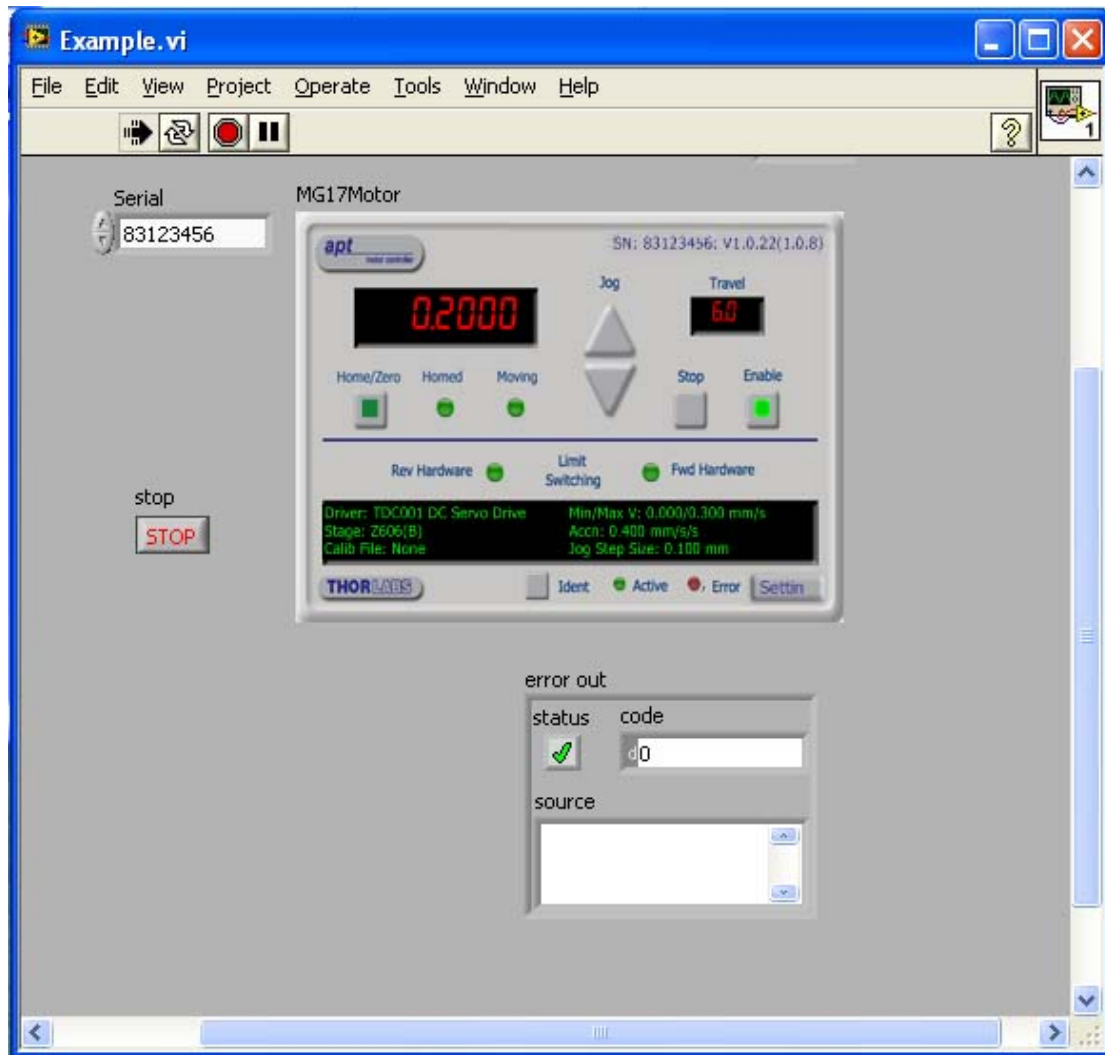 Example.vi
File Edit View Project Operate Tools Window Help
1
Serial
83123456
MG17Motor
apt
motor controller
SN: 83123456: V1.0.22(1.0.8)
Jog
Travel
0.2000
6.0
Home/Zero Homed Moving
Stop Enable
Rev Hardware
Limit
Switching
Fwd Hardware
stop
STOP
Driver: TDC001 DC Servo Drive
Stage: Z606(B)
Calib File: None
Min/Max V: 0.000/0.300 mm/s
Accn: 0.400 mm/s/s
Jog Step Size: 0.100 mm
THORLABS
Ident Active Error Settin
error out
status code
d0
source